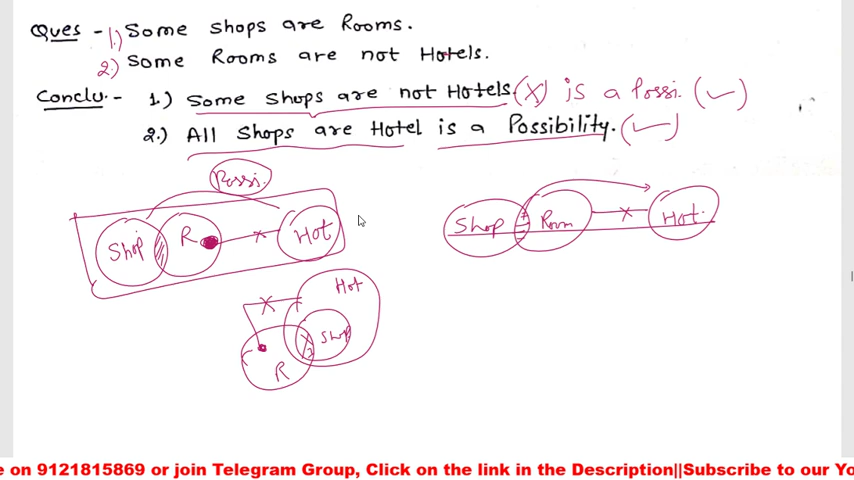 Ques - 1.) Some shops are Rooms.
2) Some Rooms are not Hotels.
Conclu.- 1.) Some shops are not Hotels. (X) is a Possi. (✓)
2.) All Shops are Hotel is a Possibility. (✓)
Possi.
Shop R Hot
Shop Room Hot.
Hot
Shop
R
e on 9121815869 or join Telegram Group, Click on the link in the Description||Subscribe to our Yo